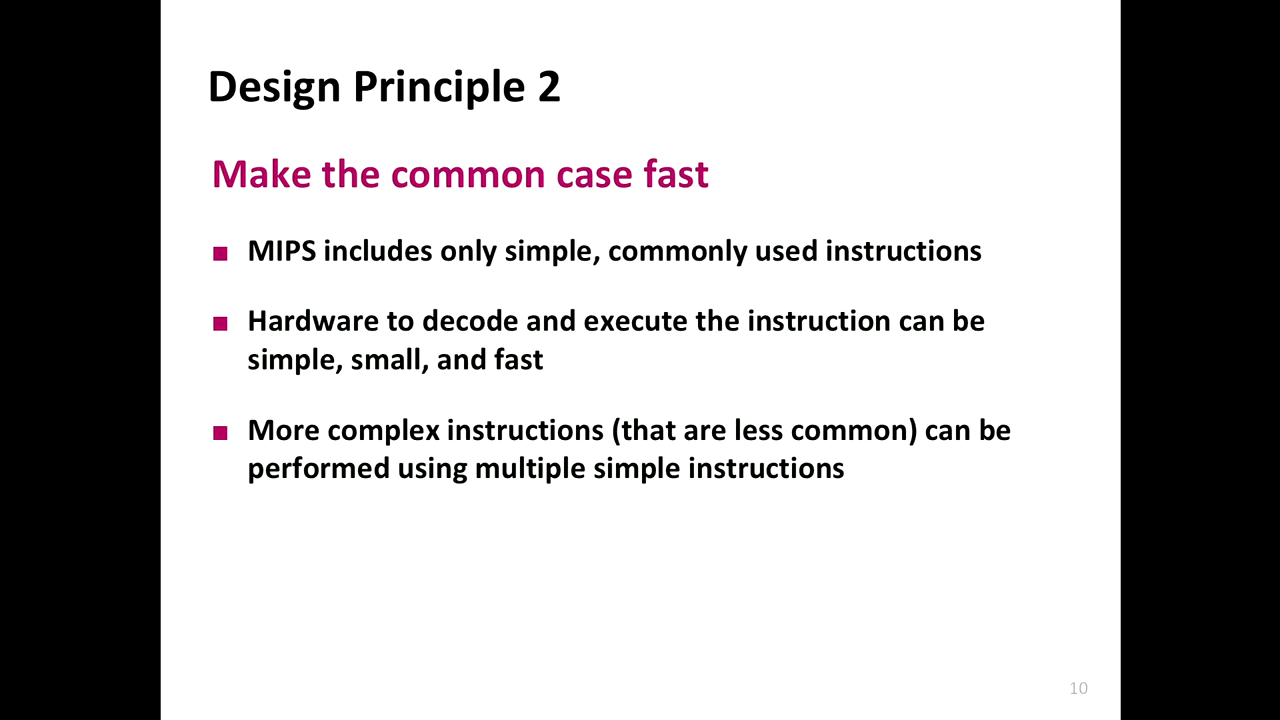 Design Principle 2
Make the common case fast
■ MIPS includes only simple, commonly used instructions
■ Hardware to decode and execute the instruction can be
simple, small, and fast
■ More complex instructions (that are less common) can be
performed using multiple simple instructions
10